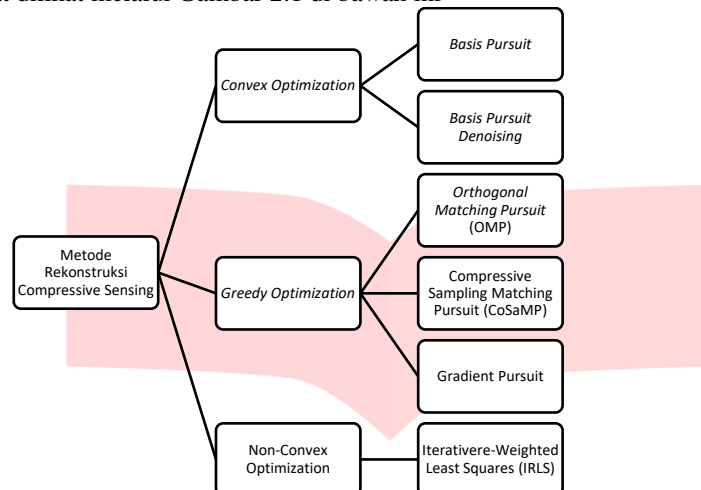 Basis Pursuit
Convex Optimization
Basis Pursuit
Denoising
Orthogonal
Matching Pursuit
(OMP)
Metode
Rekonstruksi
Compressive Sensing
Greedy Optimization
Compressive
Sampling Matching
Pursuit (CoSaMP)
Gradient Pursuit
Non-Convex
Optimization
Iterativere-Weighted
Least Squares (IRLS)